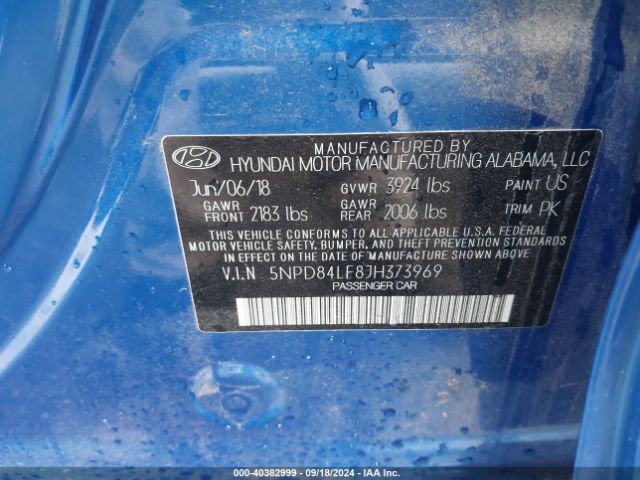 MANUFACTURED BY
HYUNDAI MOTOR MANUFACTURING ALABAMA, LLC
Jun/06/18 GVWR 3924 lbs PAINT US
GAWR FRONT 2183 lbs GAWR REAR 2006 lbs TRIM PK
THIS VEHICLE CONFORMS TO ALL APPLICABLE U.S.A. FEDERAL
MOTOR VEHICLE SAFETY, BUMPER, AND THEFT PREVENTION
STANDARDS IN EFFECT ON THE DATE OF MANUFACTURE SHOWN ABOVE
V.I.N 5NPD84LF8JH373969
PASSENGER CAR
000-40382999 - 09/18/2024 - IAA Inc.